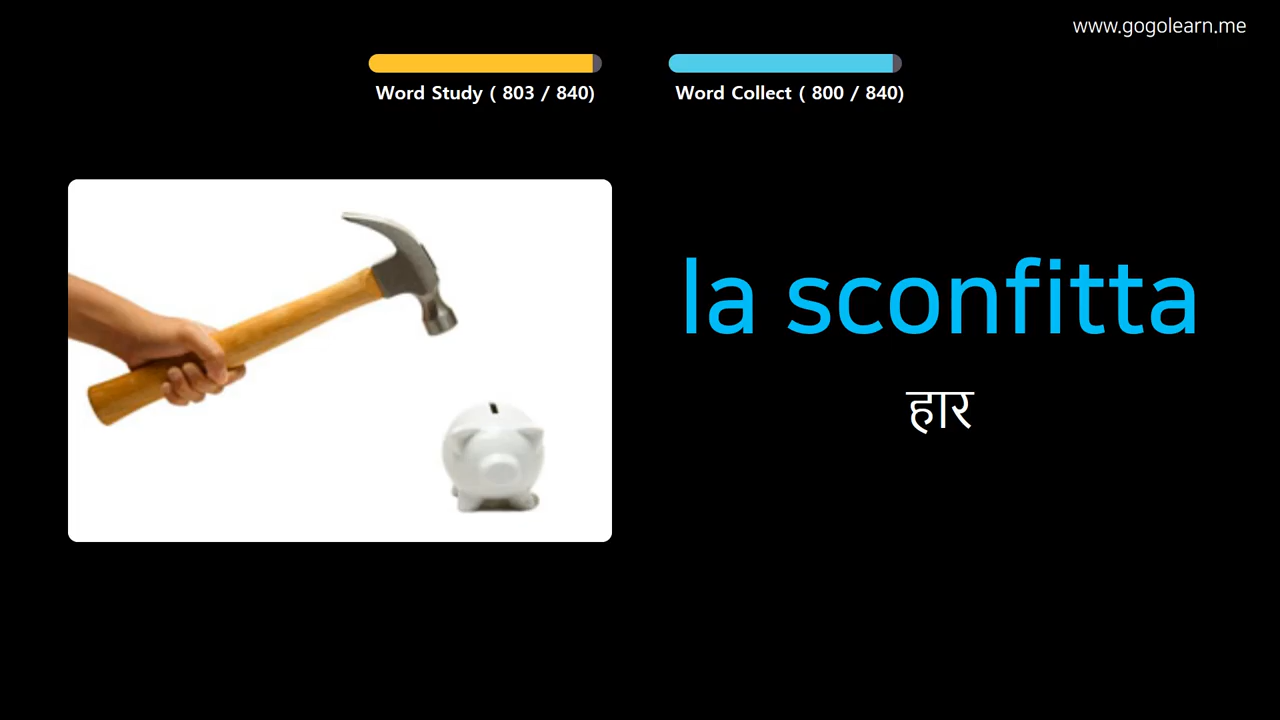 www.gogolearn.me
Word Study ( 803 / 840)
Word Collect ( 800 / 840)
la sconfitta
हार